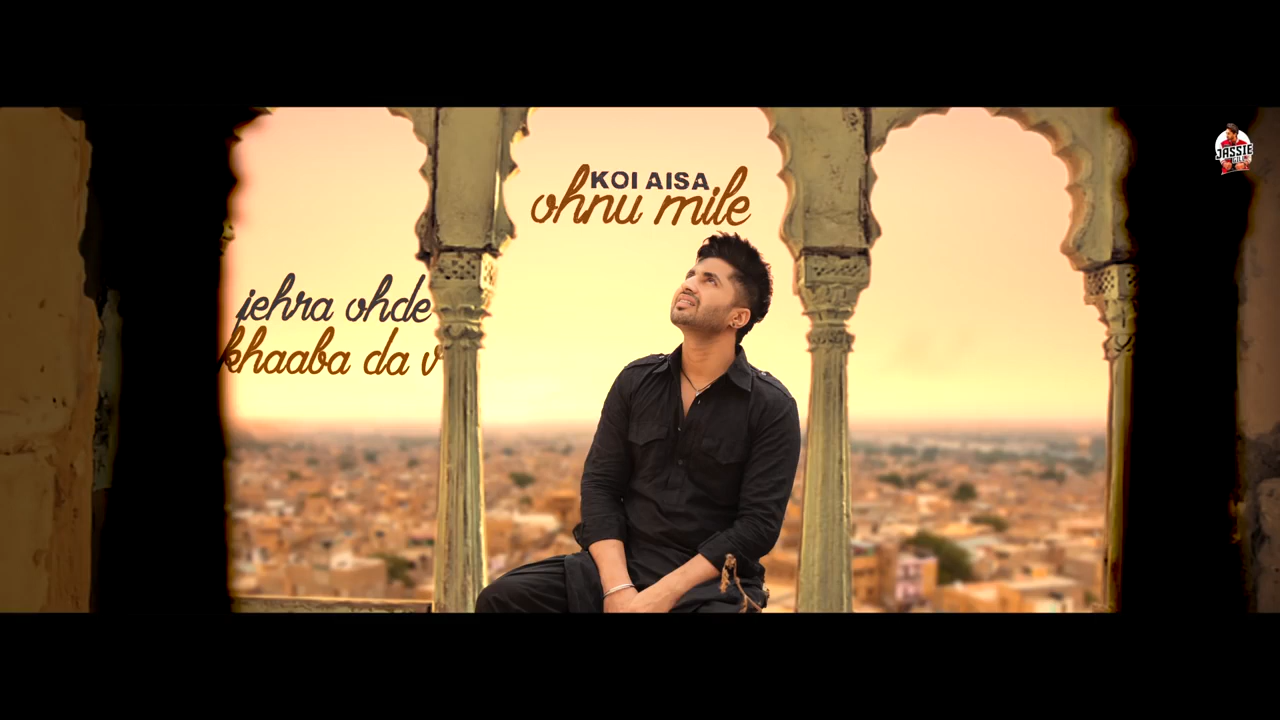 KOI AISA
ohnu mile
jehra ohde
khaaba da v
JASSIE
GILL